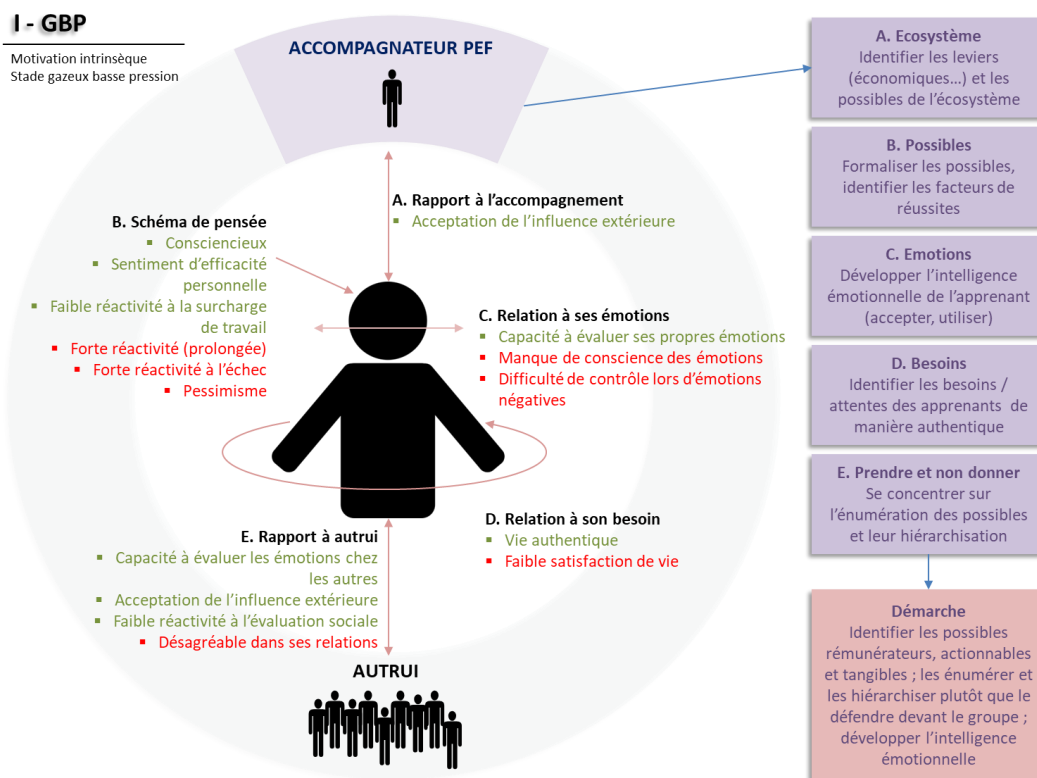 I - GBP
Motivation intrinsèque
Stade gazeux basse pression
ACCOMPAGNATEUR PEF
A. Rapport à l'accompagnement
▪ Acceptation de l'influence extérieure
B. Schéma de pensée
▪ Consciencieux
▪ Sentiment d'efficacité
personnelle
▪ Faible réactivité à la surcharge
de travail
▪ Forte réactivité (prolongée)
▪ Forte réactivité à l'échec
▪ Pessimisme
C. Relation à ses émotions
▪ Capacité à évaluer ses propres émotions
▪ Manque de conscience des émotions
▪ Difficulté de contrôle lors d'émotions
négatives
D. Relation à son besoin
▪ Vie authentique
▪ Faible satisfaction de vie
E. Rapport à autrui
▪ Capacité à évaluer les émotions chez
les autres
▪ Acceptation de l'influence extérieure
▪ Faible réactivité à l'évaluation sociale
▪ Désagréable dans ses relations
AUTRUI
A. Ecosystème
Identifier les leviers
(économiques...) et les
possibles de l'écosystème
B. Possibles
Formaliser les possibles,
identifier les facteurs de
réussites
C. Emotions
Développer l'intelligence
émotionnelle de l'apprenant
(accepter, utiliser)
D. Besoins
Identifier les besoins /
attentes des apprenants de
manière authentique
E. Prendre et non donner
Se concentrer sur
l'énumération des possibles
et leur hiérarchisation
Démarche
Identifier les possibles
rémunérateurs, actionnables
et tangibles ; les énumérer et
les hiérarchiser plutôt que le
défendre devant le groupe ;
développer l'intelligence
émotionnelle